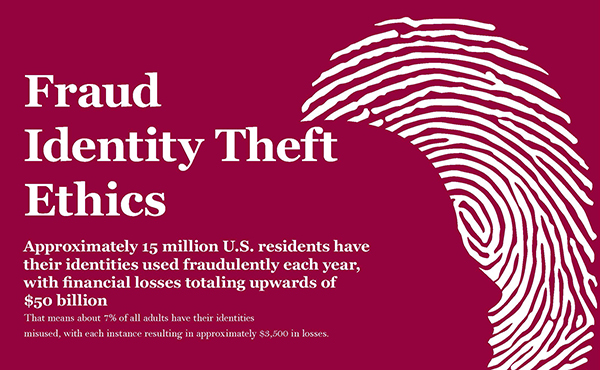 Fraud
Identity Theft
Ethics
Approximately 15 million U.S. residents have
their identities used fraudulently each year,
with financial losses totaling upwards of
$50 billion
That means about 7% of all adults have their identities
misused, with each instance resulting in approximately $3,500 in losses.